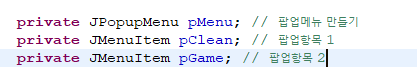 private JPopupMenu pMenu; // 팝업메뉴 만들기
private JMenuItem pClean; // 팝업항목 1
private JMenuItem pGame; // 팝업항목 2